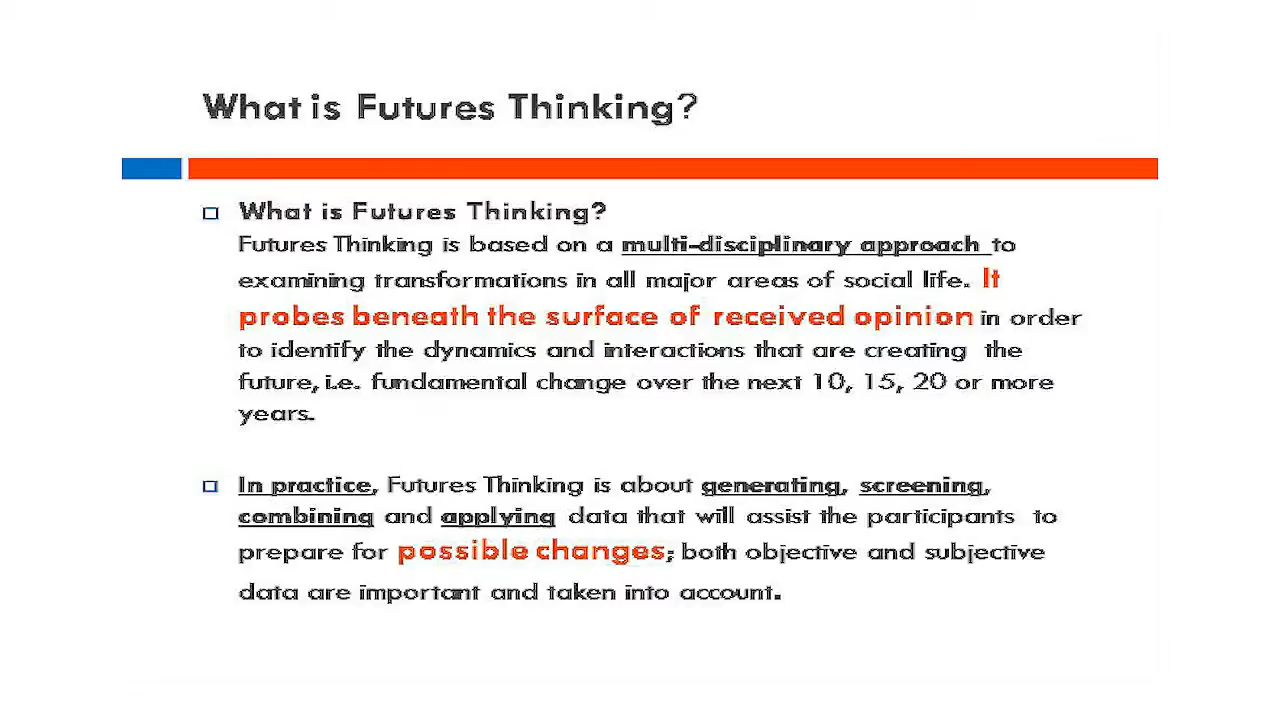 What is Futures Thinking?
What is Futures Thinking?
Futures Thinking is based on a multi-disciplinary approach to
examining transformations in all major areas of social life. It
probes beneath the surface of received opinion in order
to identify the dynamics and interactions that are creating the
future, i.e. fundamental change over the next 10, 15, 20 or more
years.
In practice, Futures Thinking is about generating, screening,
combining and applying data that will assist the participants to
prepare for possible changes; both objective and subjective
data are important and taken into account.